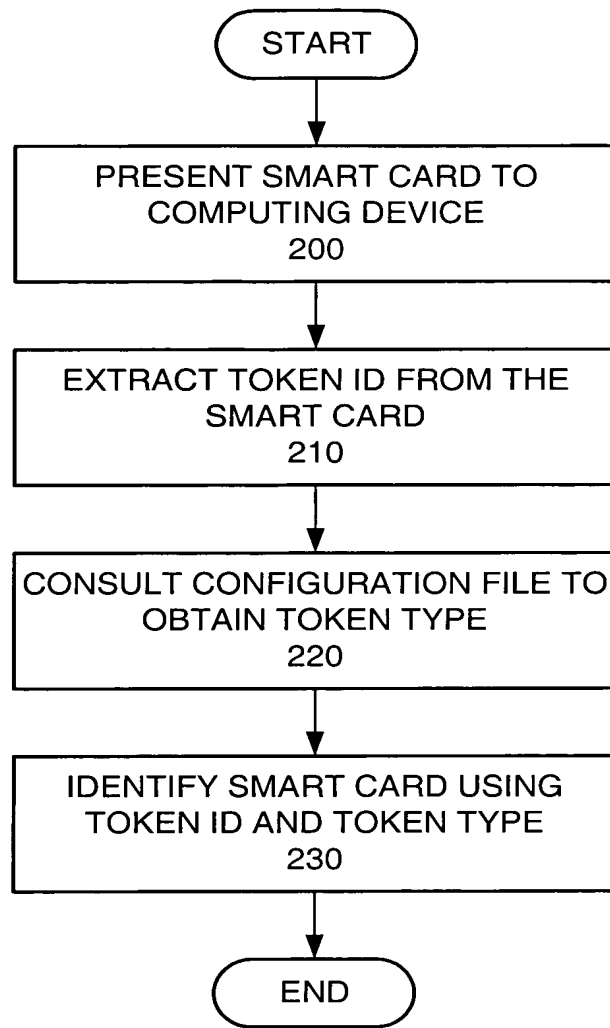 START
PRESENT SMART CARD TO
COMPUTING DEVICE
200
EXTRACT TOKEN ID FROM THE
SMART CARD
210
CONSULT CONFIGURATION FILE TO
OBTAIN TOKEN TYPE
220
IDENTIFY SMART CARD USING
TOKEN ID AND TOKEN TYPE
230
END